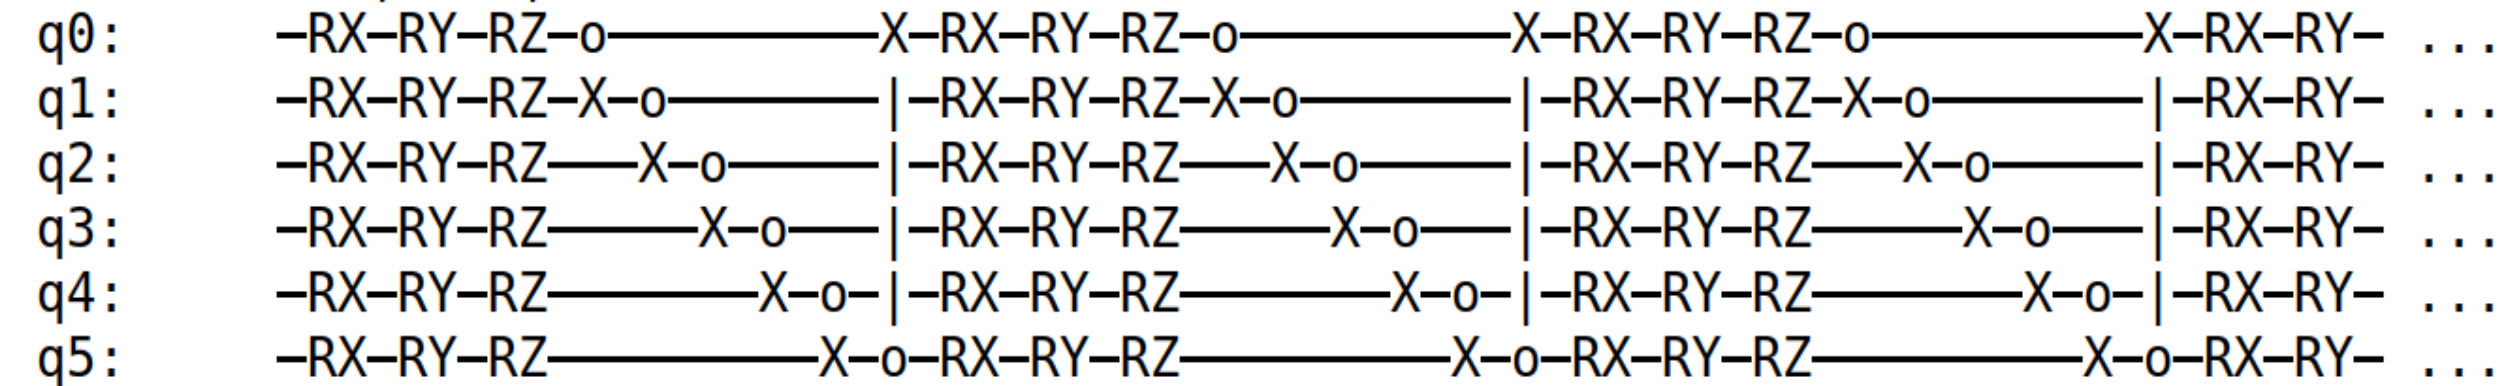 q0: —RX—RY—RZ—o—————————X—RX—RY—RZ—o—————————X—RX—RY—RZ—o—————————X—RX—RY— ...
q1: —RX—RY—RZ—X—o———————|—RX—RY—RZ—X—o———————|—RX—RY—RZ—X—o———————|—RX—RY— ...
q2: —RX—RY—RZ———X—o—————|—RX—RY—RZ———X—o—————|—RX—RY—RZ———X—o—————|—RX—RY— ...
q3: —RX—RY—RZ—————X—o———|—RX—RY—RZ—————X—o———|—RX—RY—RZ—————X—o———|—RX—RY— ...
q4: —RX—RY—RZ———————X—o—|—RX—RY—RZ———————X—o—|—RX—RY—RZ———————X—o—|—RX—RY— ...
q5: —RX—RY—RZ—————————X—o—RX—RY—RZ—————————X—o—RX—RY—RZ—————————X—o—RX—RY— ...